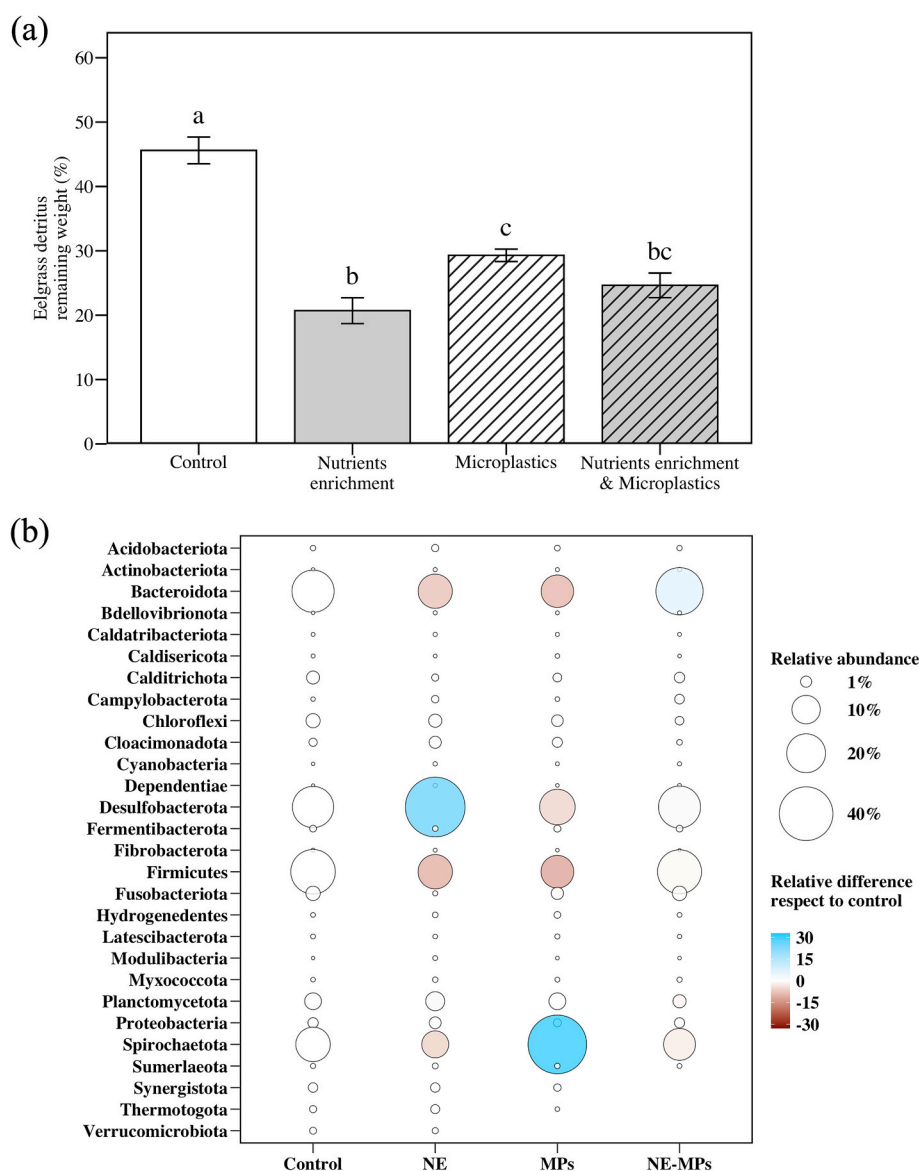 (a)
Eelgrass detritus
remaining weight (%)
60
50
40
30
20
10
0
a
b
c
bc
Control
Nutrients
enrichment
Microplastics
Nutrients enrichment
& Microplastics
(b)
Acidobacteriota
Actinobacteriota
Bacteroidota
Bdellovibrionota
Caldatribacteriota
Caldisericota
Calditrichota
Campylobacterota
Chloroflexi
Cloacimonadota
Cyanobacteria
Dependentiae
Desulfobacterota
Fermentibacterota
Fibrobacterota
Firmicutes
Fusobacteriota
Hydrogenedentes
Latescibacterota
Modulibacteria
Myxococcota
Planctomycetota
Proteobacteria
Spirochaetota
Sumerlaeota
Synergistota
Thermotogota
Verrucomicrobiota
Control
NE
MPs
NE-MPs
Relative abundance
1%
10%
20%
40%
Relative difference
respect to control
30
15
0
-15
-30